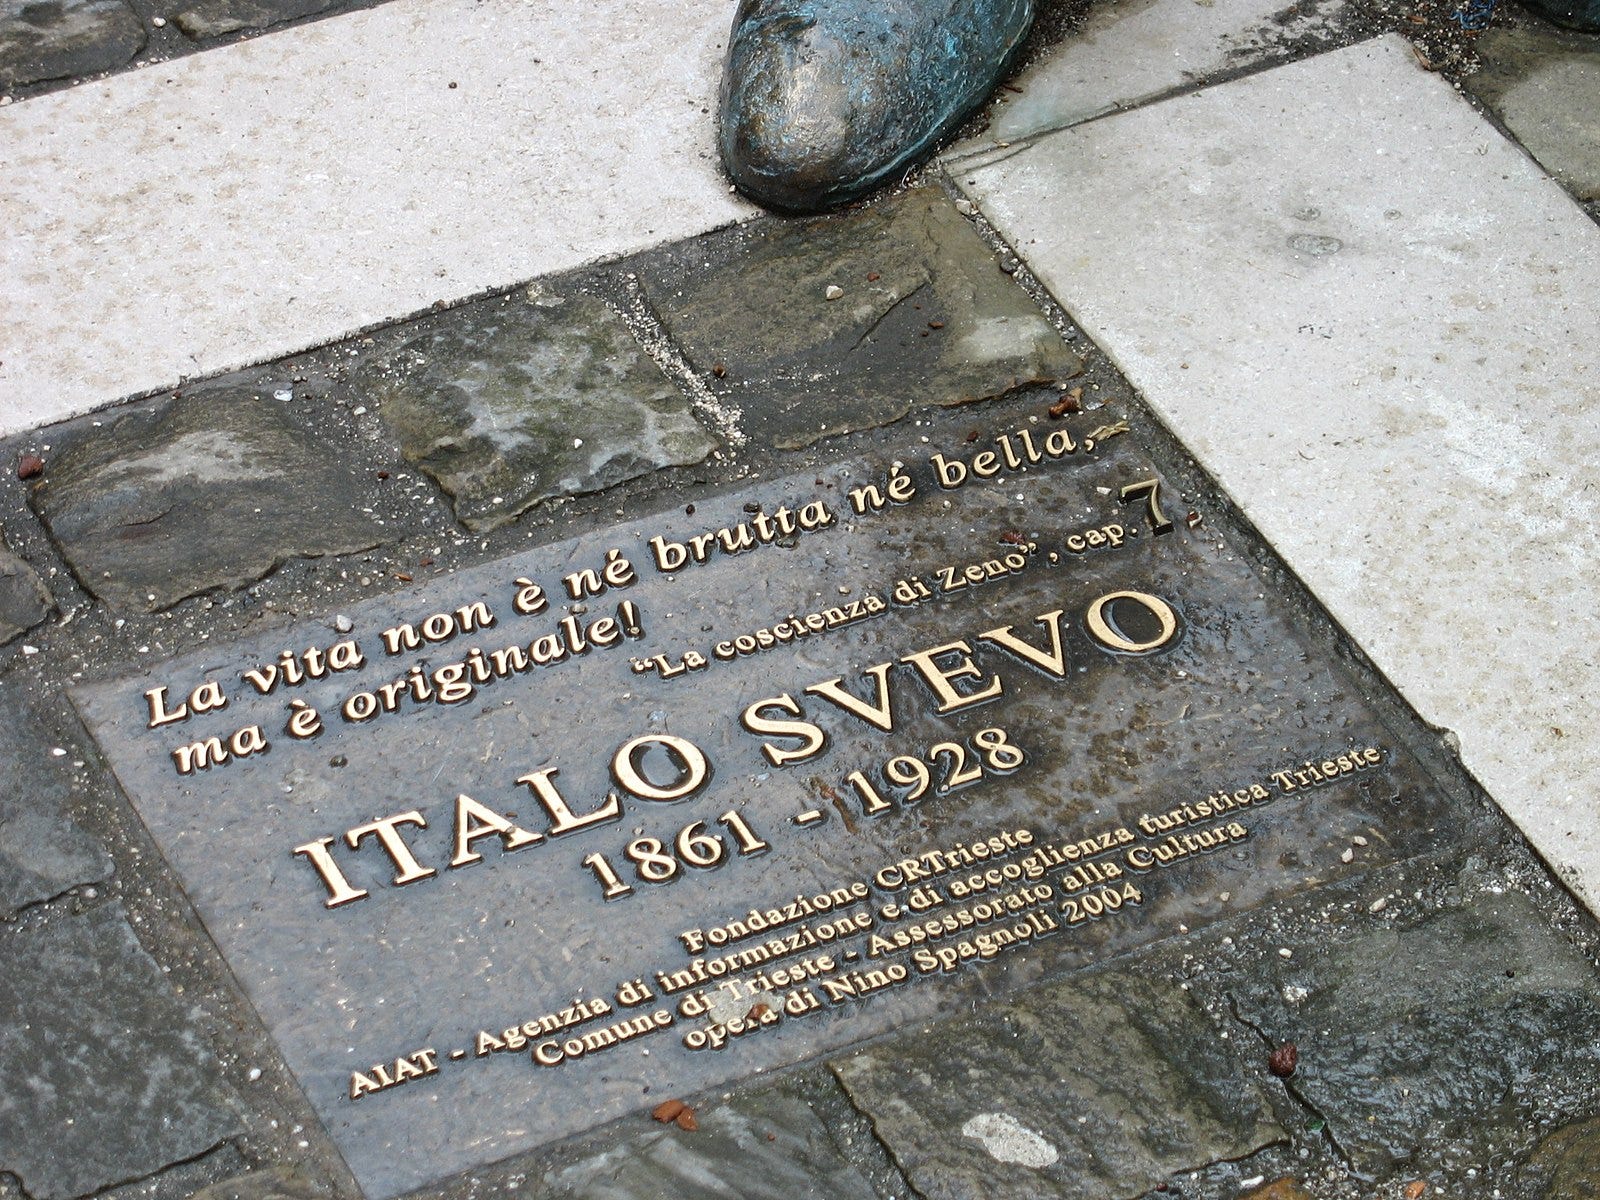 La vita non è né brutta né bella,
ma è originale!
“La coscienza di Zeno” , cap. 7
ITALO SVEVO
1861 - 1928
Fondazione CRTrieste
AIAT - Agenzia di informazione e di accoglienza turistica Trieste
Comune di Trieste - Assessorato alla Cultura
opera di Nino Spagnoli 2004